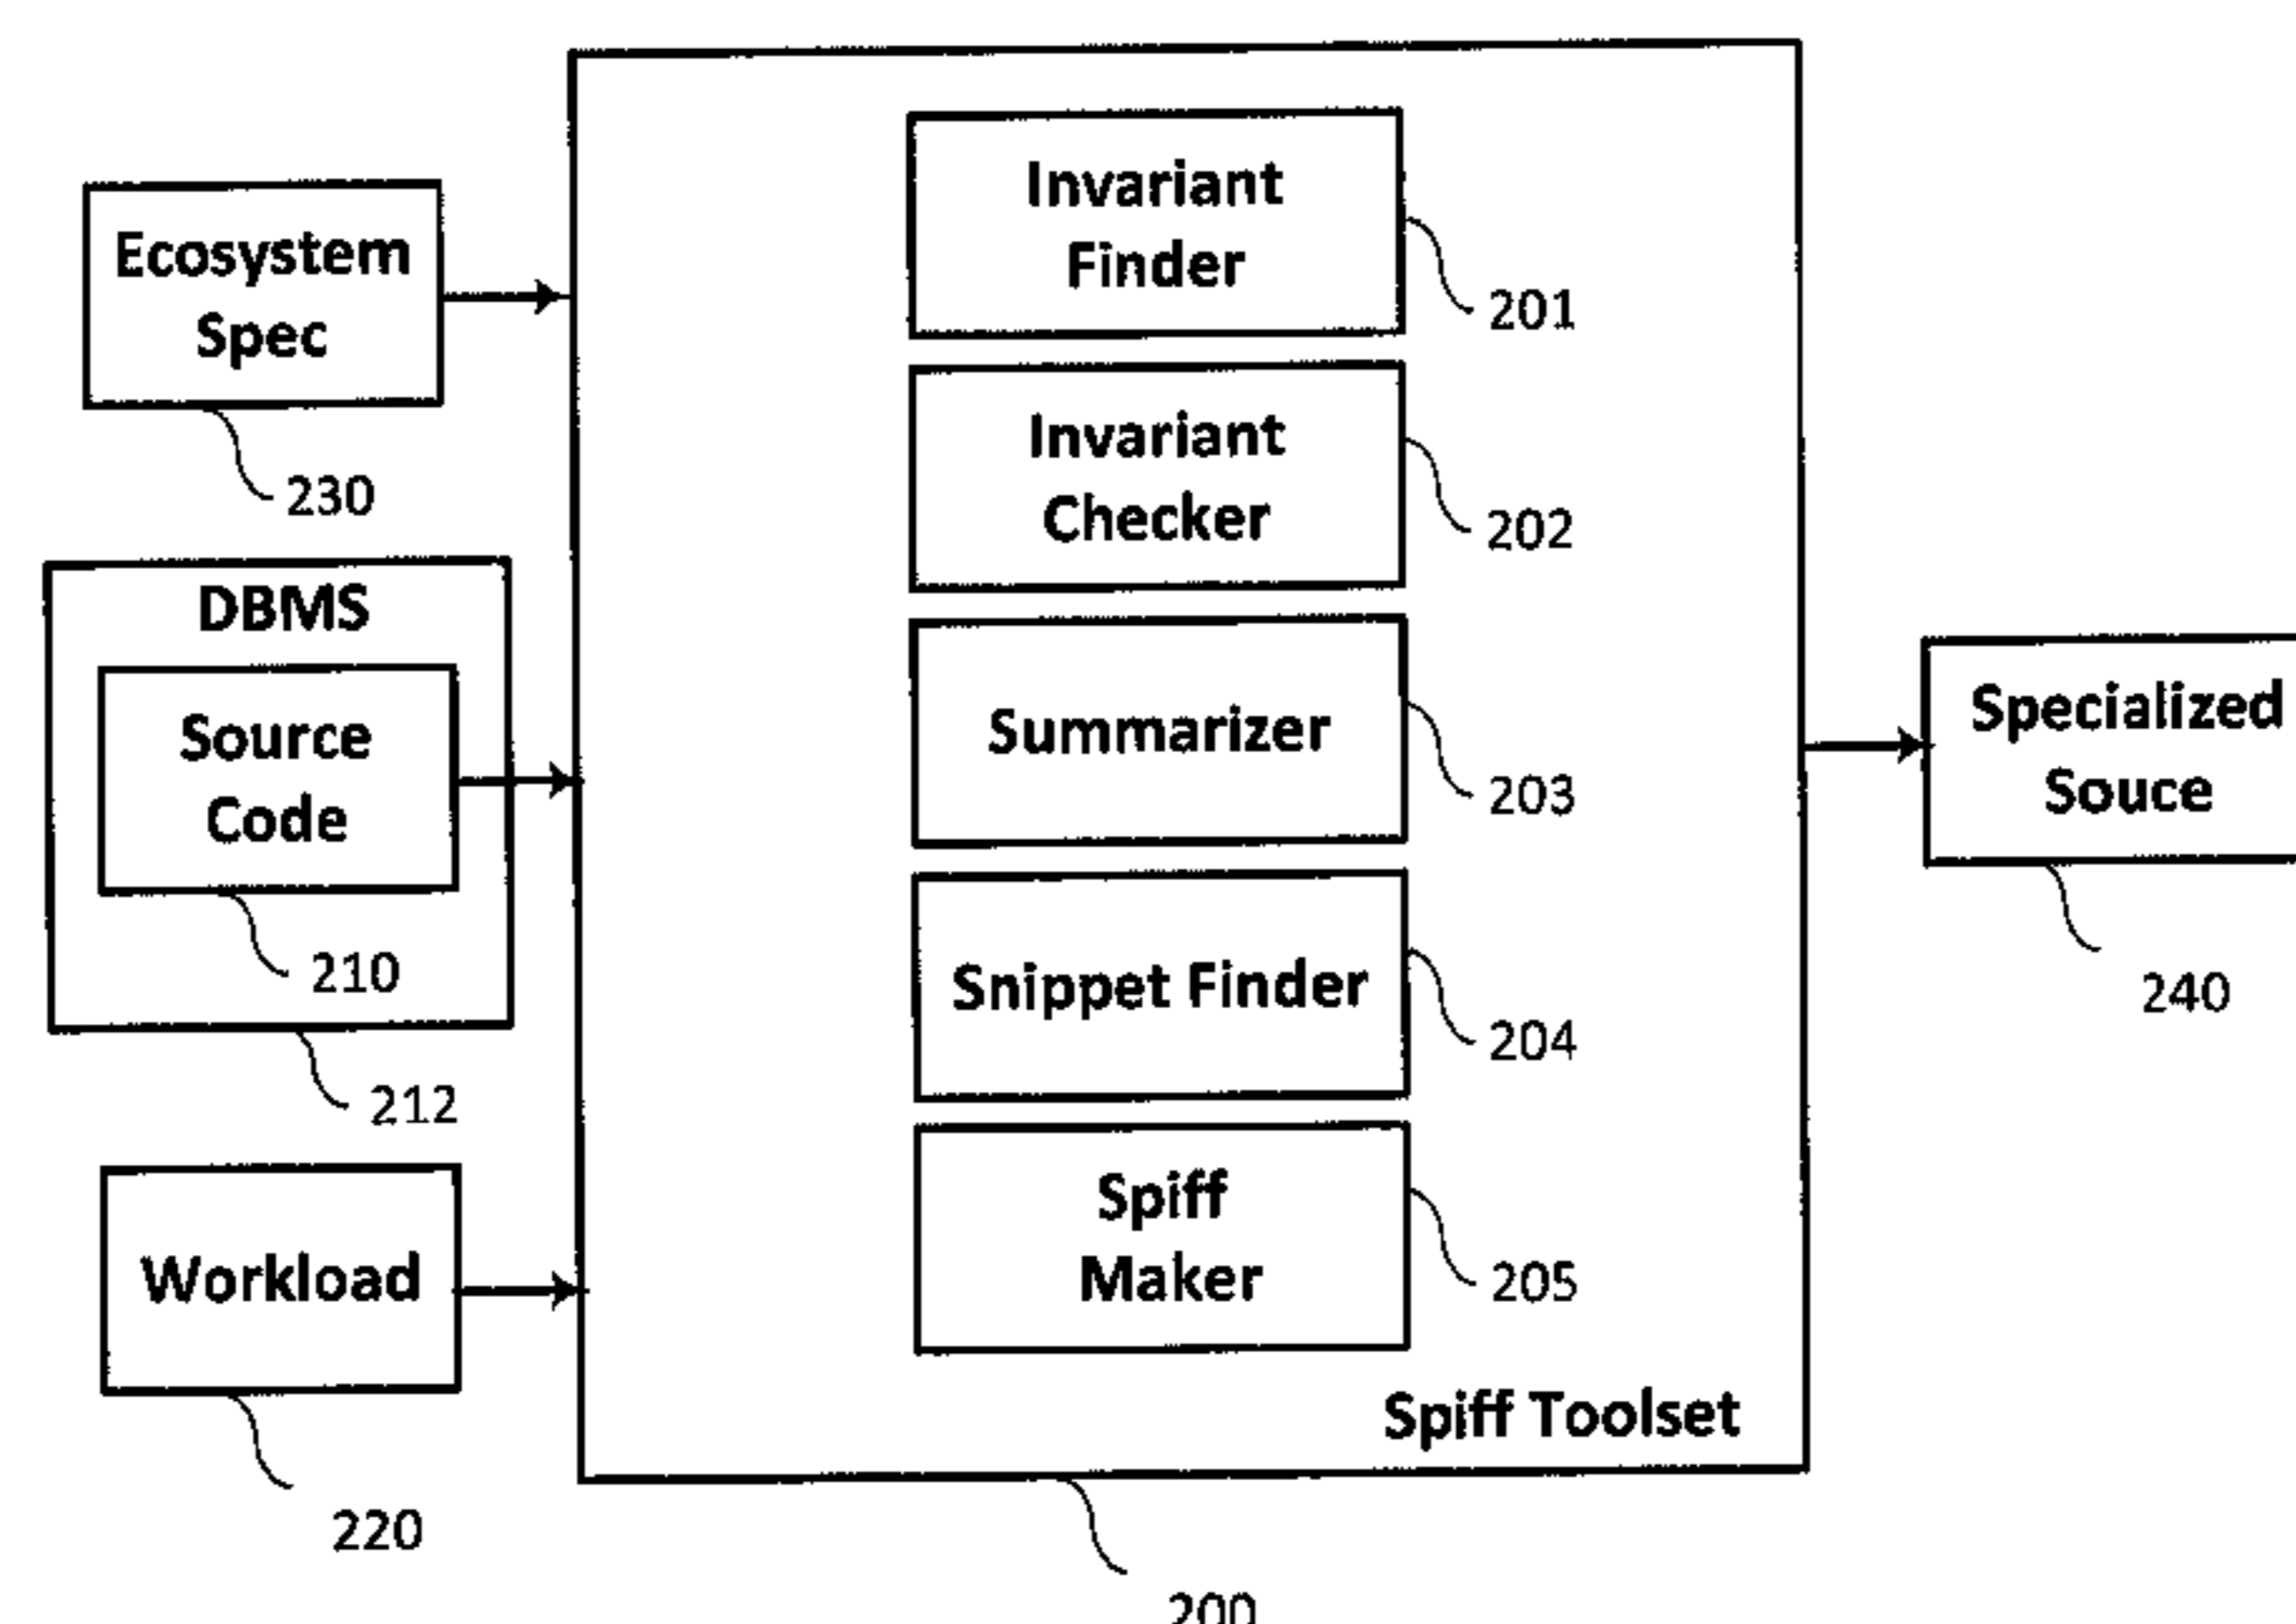 Invariant
Finder
201
Ecosystem
Spec
230
Invariant
Checker
202
DBMS
Source
Code
210
212
Summarizer
203
Specialized
Souce
240
Snippet Finder
204
Workload
220
Spiff
Maker
205
Spiff Toolset
200